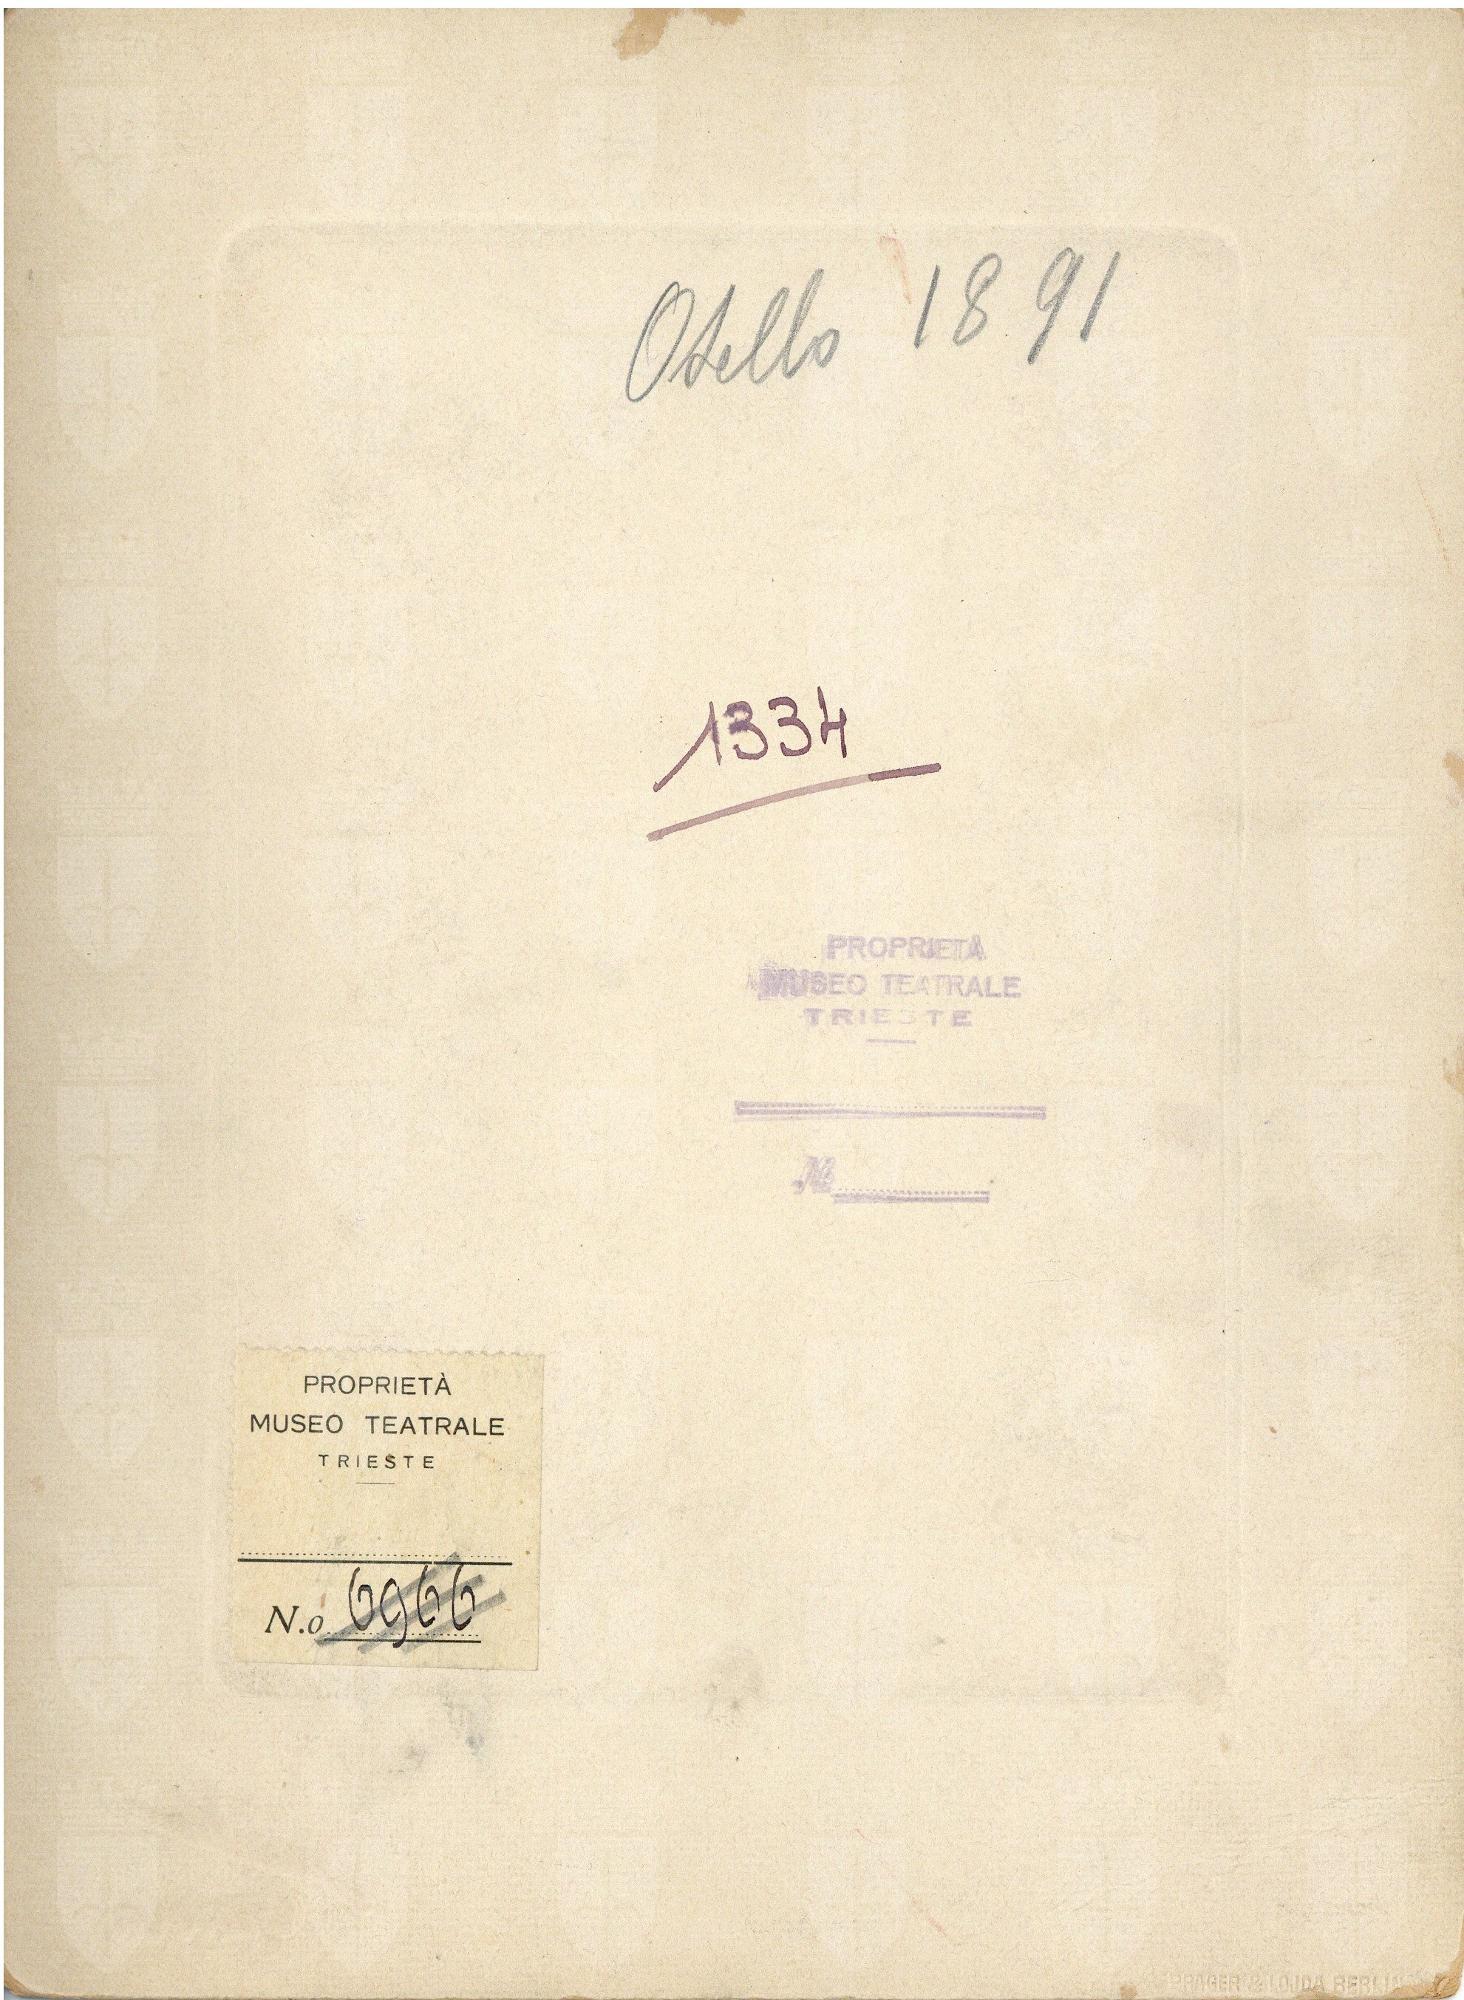 Otello 1891
1334
PROPRIETÀ
MUSEO TEATRALE
TRIESTE
№
PROPRIETÀ
MUSEO TEATRALE
TRIESTE
N.o 6966
PRAGER & LOJDA BERLIN